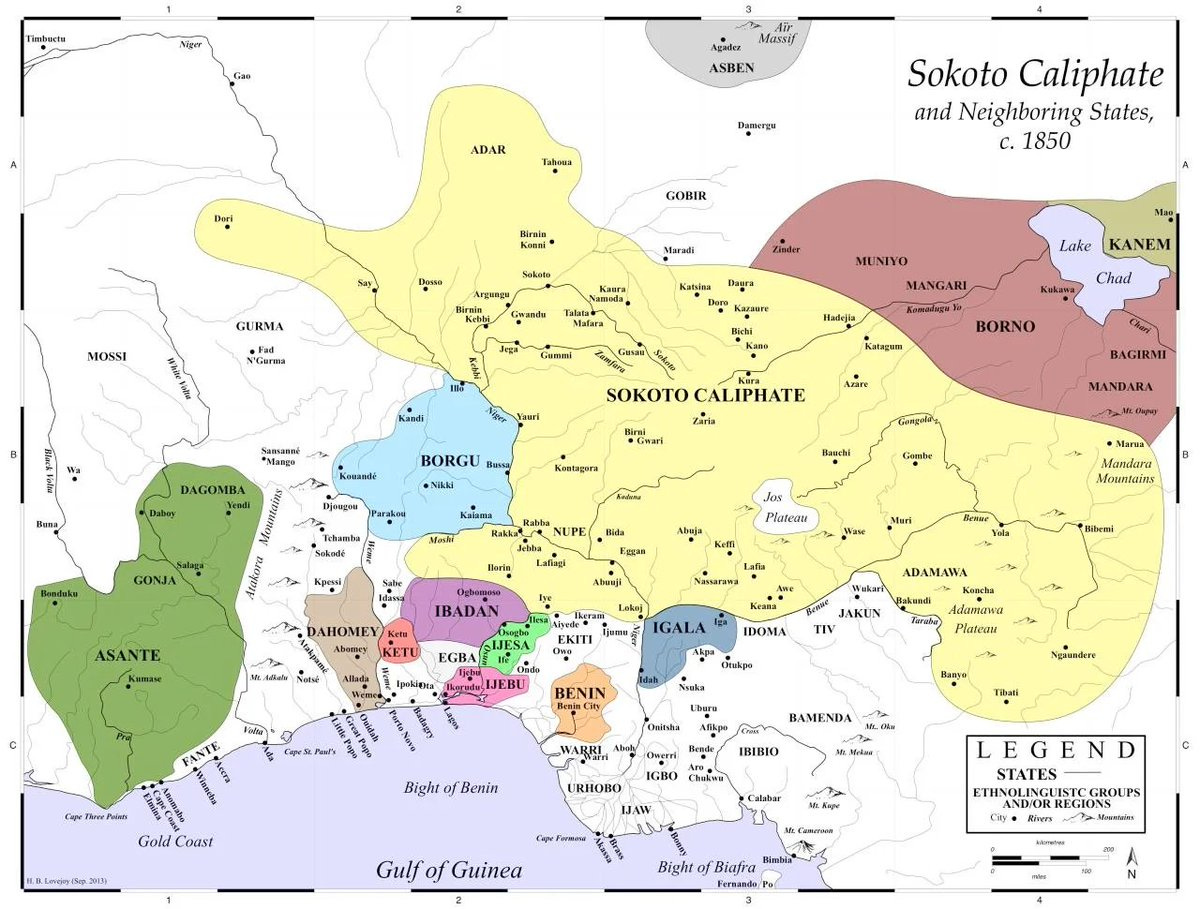 1
2
3
4
Timbuctu
Niger
Gao
Aïr
Massif
Agadez
ASBEN
Sokoto Caliphate
and Neighboring States,
c. 1850
Damergu
A
A
ADAR
Tahoua
GOBIR
Dori
Birnin
Konni
Maradi
Zinder
MUNIYO
MANGARI
Komadugu Yo
BORNO
Lake
Chad
KANEM
Mao
Kukawa
Chari
BAGIRMI
MANDARA
Mt. Oupay
Say
Dosso
Argungu
Sokoto
Birnin
Kebbi
Gwandu
Talata
Mafara
Kaura
Namoda
Katsina
Daura
Doro
Kazaure
Bichi
Kano
Kura
Hadejia
Katagum
Azare
Jega
Gummi
Zamfara
Gusau
Sokoto
Kebbi
MOSSI
GURMA
Fad
N'Gurma
White Volta
Illo
Niger
Yauri
SOKOTO CALIPHATE
Zaria
Birni
Gwari
Kontagora
Bauchi
Gongola
Gombe
Marua
Mandara
Mountains
B
B
Black Volta
Wa
Buna
Sansanné
Mango
Kandi
BORGU
Kouandé
Nikki
Bussa
Kaiama
Parakou
Djougou
Tchamba
Sokodé
Weme
Atakora Mountains
DAGOMBA
Yendi
Daboy
Salaga
GONJA
Bonduku
ASANTE
Kumase
Pra
Moshi
Rabba
Rakka
Jebba
NUPE
Lafiagi
Bida
Eggan
Abuuji
Ilorin
Kaduna
Jos
Plateau
Abuja
Keffi
Nassarawa
Lafia
Keana
Awe
Wase
Muri
Benue
Yola
Bibemi
ADAMAWA
Koncha
Adamawa
Plateau
Ngaundere
Banyo
Tibati
Bakundi
Taraba
Wukari
JAKUN
Benue
TIV
IDOMA
IGALA
Iga
Idah
Akpa
Otukpo
Nsuka
Lokoj
Niger
Kpessi
Sabe
Idassa
DAHOMEY
Abomey
Allada
Weme
Weme
Atakpamé
Notsé
Mt. Adkalu
Ketu
KETU
Ogbomoso
IBADAN
Iye
Ilesa
Osogbo
IJESA
Ife
Osun
Aiyede
Ikeram
Ijumu
EKITI
Owo
Ondo
EGBA
Ijebu
Ikorudu
IJEBU
Ipokia
Ota
Lagos
Badagry
Porto Novo
Ouidah
Great Popo
Little Popo
Cape St. Paul's
Volta
Ada
FANTE
Accra
Winneba
Anomabo
Cape Coast
Elmina
Cape Three Points
Gold Coast
BENIN
Benin City
WARRI
Warri
URHOBO
IJAW
Aboh
Onitsha
Owerri
IGBO
Uburu
Afikpo
Bende
Aro
Chukwu
Cross
IBIBIO
Calabar
BAMENDA
Mt.. Oku
Mt. Mekua
Mt. Kupe
Mt. Cameroon
Bimbia
Fernando Po
Cape Formosa
Akassa
Brass
Bonny
Bight of Benin
Gulf of Guinea
Bight of Biafra
C
C
LEGEND
STATES
ETHNOLINGUISTC GROUPS
AND/OR REGIONS
City
Rivers
Mountains
kilometres
0
200
0
100
miles
N
H. B. Lovejoy (Sep. 2013)
1
2
3
4